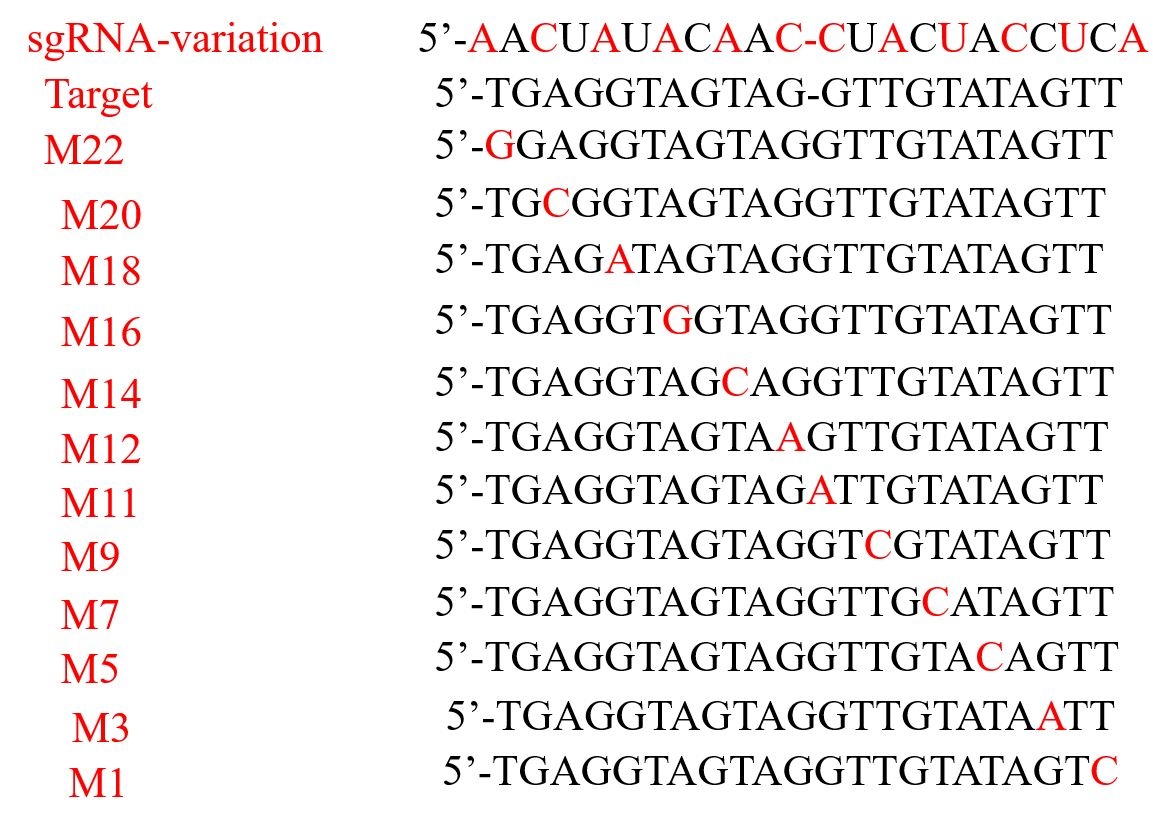 sgRNA-variation 5’-AACUAUACAAC-CUACUACCUCA
Target 5’-TGAGGTAGTAG-GTTGTATAGTT
M22 5’-GGAGGTAGTAGGTTGTATAGTT
M20 5’-TGCGGTAGTAGGTTGTATAGTT
M18 5’-TGAGATAGTAGGTTGTATAGTT
M16 5’-TGAGGTGGTAGGTTGTATAGTT
M14 5’-TGAGGTAGCAGGTTGTATAGTT
M12 5’-TGAGGTAGTAAGTTGTATAGTT
M11 5’-TGAGGTAGTAGATTGTATAGTT
M9 5’-TGAGGTAGTAGGTCGTATAGTT
M7 5’-TGAGGTAGTAGGTTGCATAGTT
M5 5’-TGAGGTAGTAGGTTGTACAGTT
M3 5’-TGAGGTAGTAGGTTGTATAATT
M1 5’-TGAGGTAGTAGGTTGTATAGTC